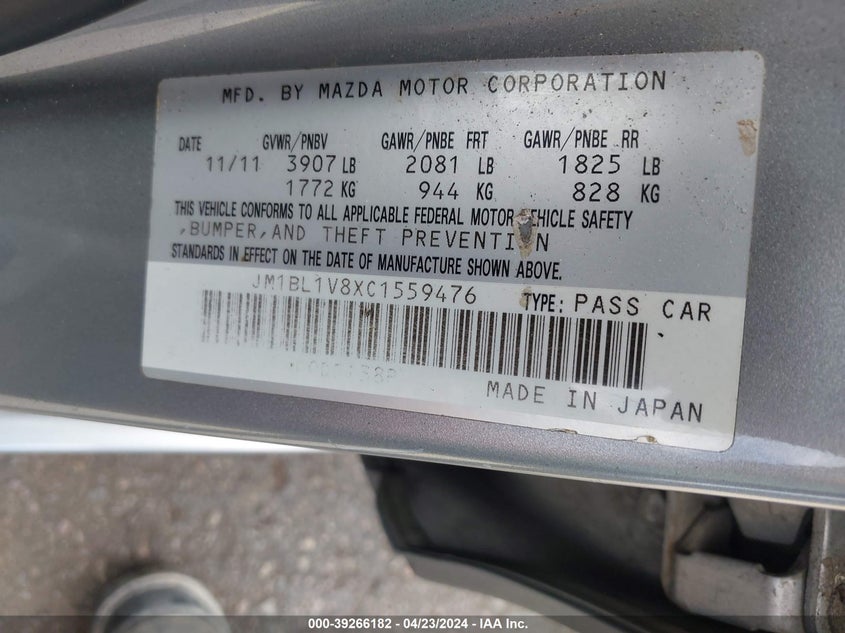 MFD. BY MAZDA MOTOR CORPORATION
DATE GVWR/PNBV GAWR/PNBE FRT GAWR/PNBE RR
11/11 3907 LB 2081 LB 1825 LB
1772 KG 944 KG 828 KG
THIS VEHICLE CONFORMS TO ALL APPLICABLE FEDERAL MOTOR VEHICLE SAFETY
,BUMPER,AND THEFT PREVENTION
STANDARDS IN EFFECT ON THE DATE OF MANUFACTURE SHOWN ABOVE.
JM1BL1V8XC1559476 TYPE: PASS CAR
MADE IN JAPAN
000-39266182 - 04/23/2024 - IAA Inc.